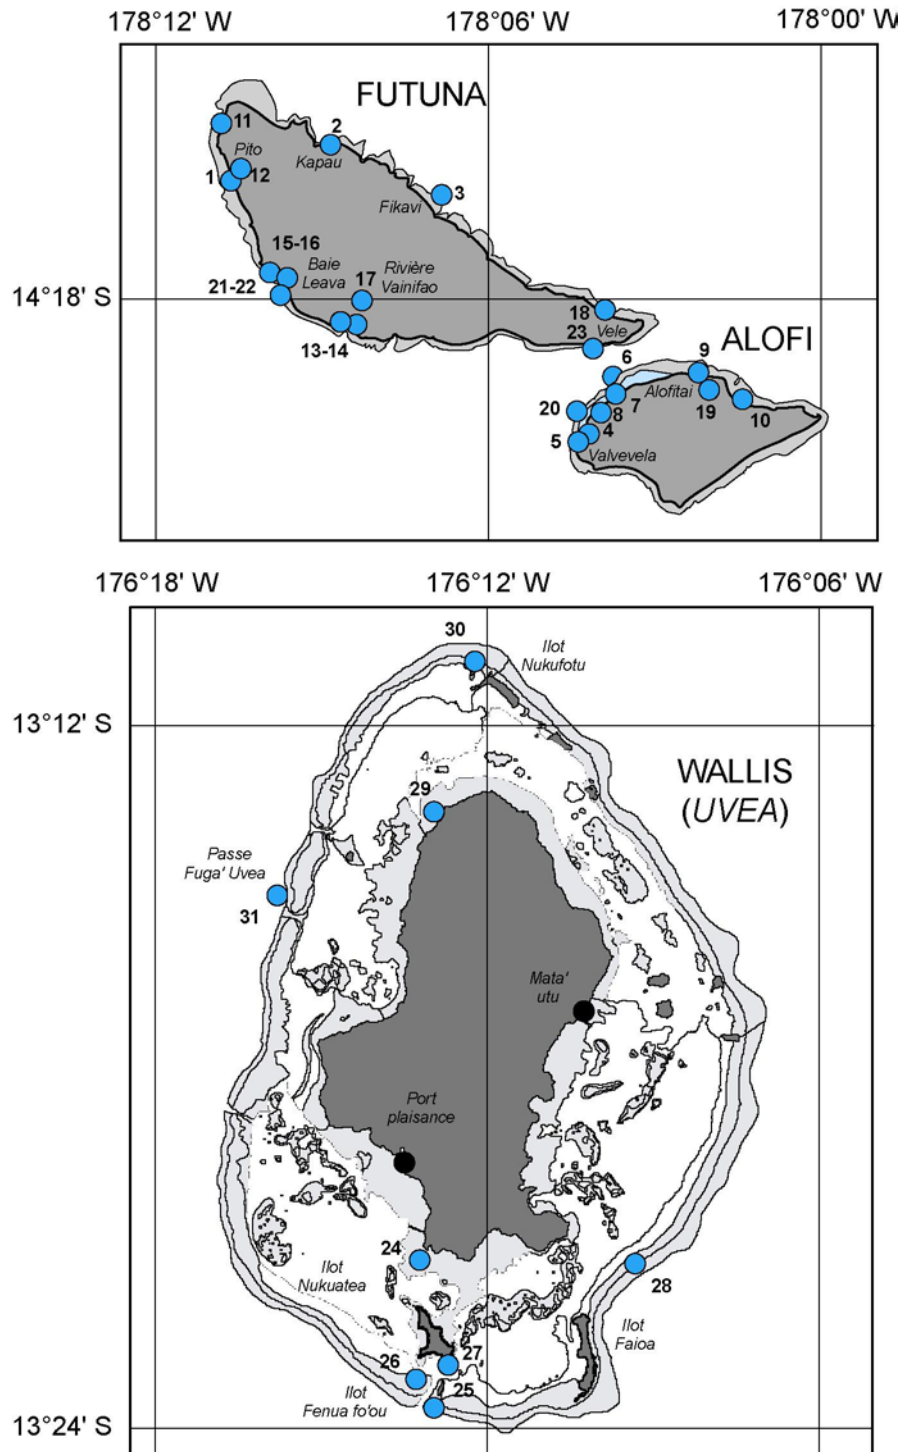 178°12' W
178°06' W
178°00' W
FUTUNA
11
2
Pito
Kapau
1
12
3
Fikavi
15-16
Baie
Leava
17
Rivière
Vainifao
21-22
14°18' S
18
13-14
23
Vele
ALOFI
6
9
Alofitai
7
20
8
19
10
4
5
Valvevela
176°18' W
176°12' W
176°06' W
30
Ilot
Nukufotu
13°12' S
WALLIS
(UVEA)
29
Passe
Fuga' Uvea
31
Mata'
utu
Port
plaisance
24
Ilot
Nukuatea
28
Ilot
Faioa
27
26
25
Ilot
Fenua fo'ou
13°24' S